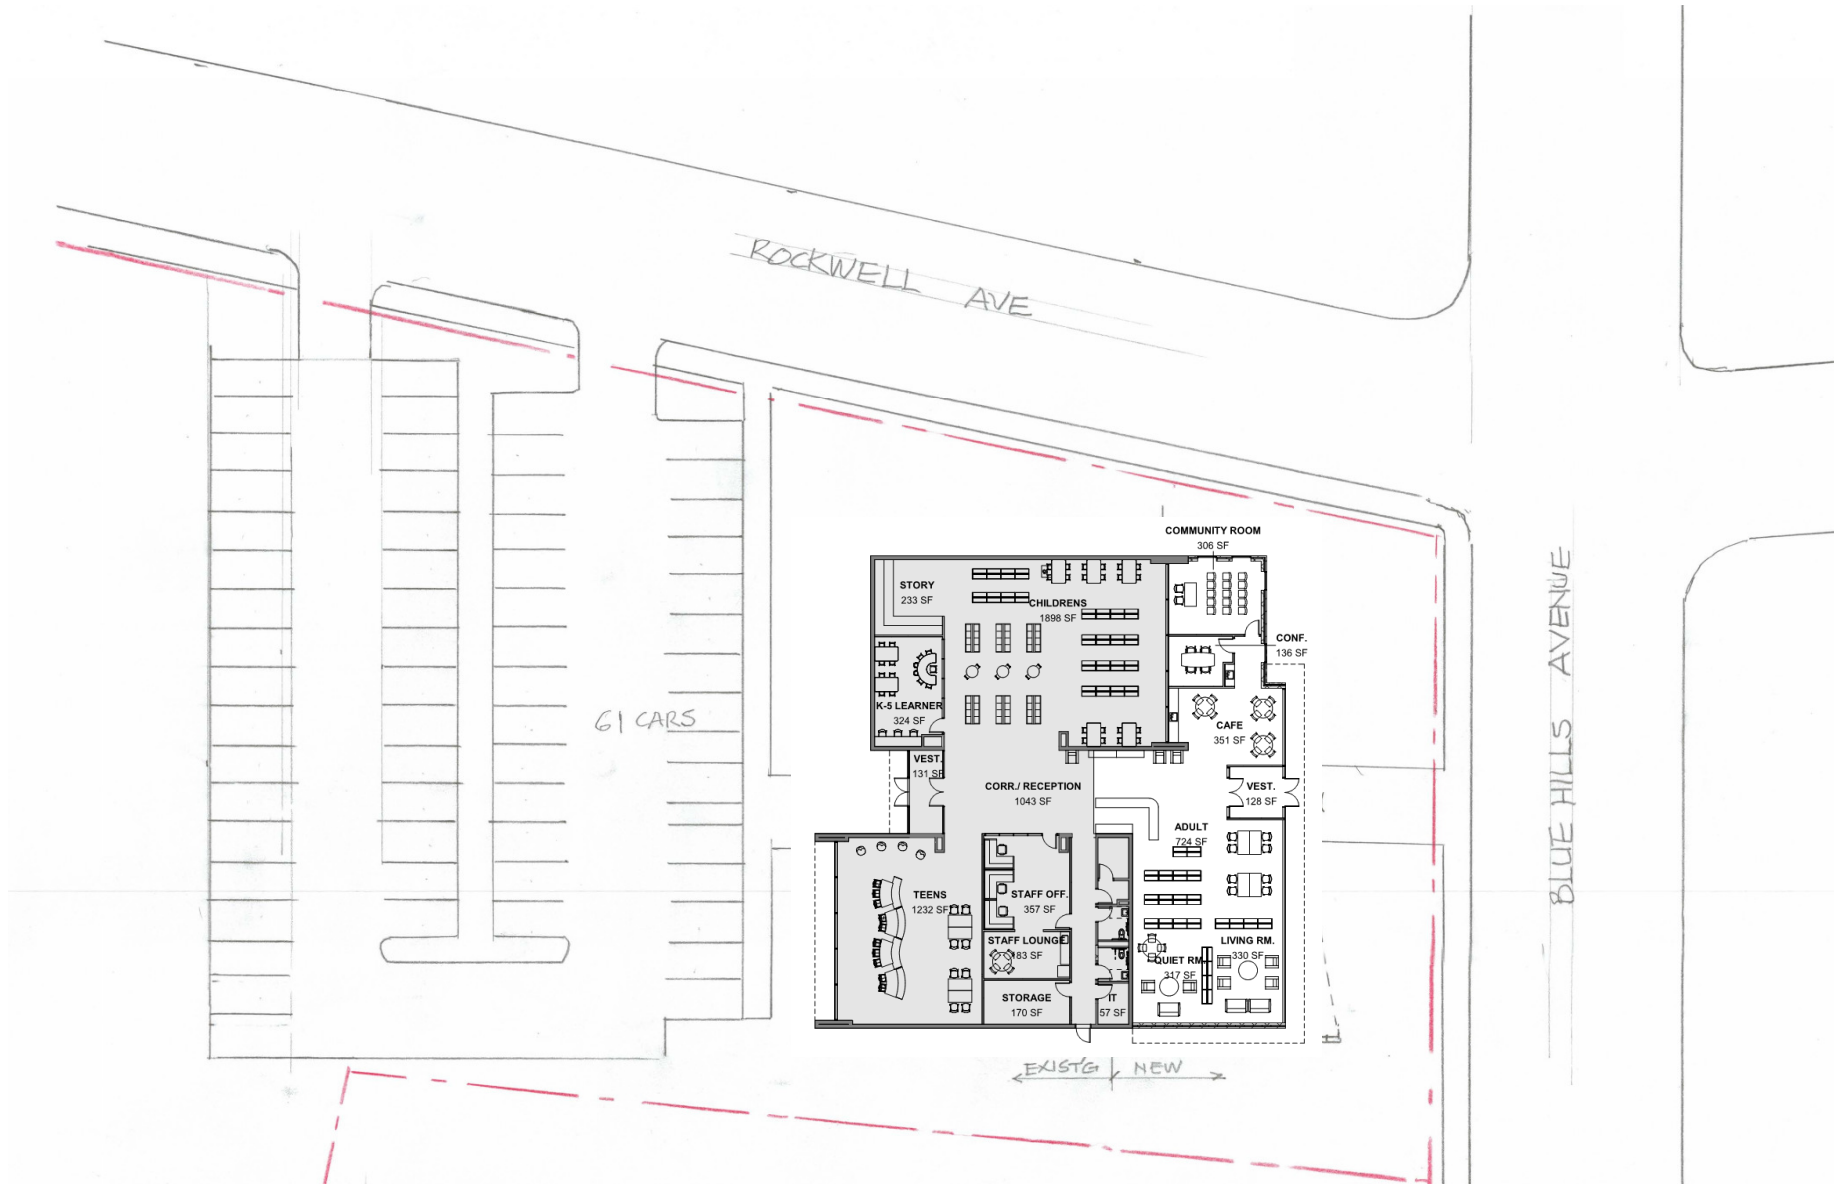 ROCKWELL AVE
COMMUNITY ROOM
306 SF
STORY
233 SF
CHILDRENS
1898 SF
CONF.
136 SF
K-5 LEARNER
324 SF
61 CARS
CAFE
351 SF
VEST.
131 SF
CORR./ RECEPTION
1043 SF
VEST.
128 SF
ADULT
724 SF
BLUE HILLS AVENUE
TEENS
1232 SF
STAFF OFF.
357 SF
STAFF LOUNGE
183 SF
LIVING RM.
330 SF
QUIET RM.
317 SF
STORAGE
170 SF
IT
57 SF
EXIST'G NEW